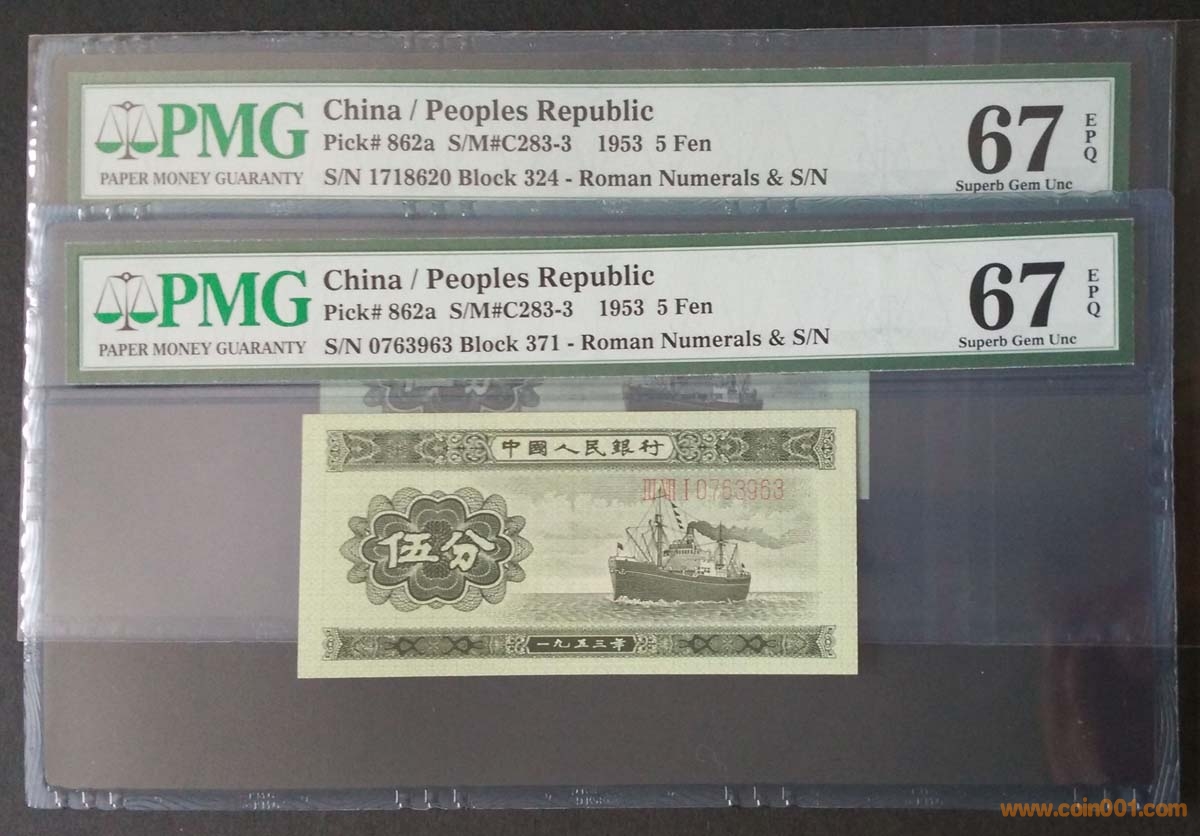 PMG
PAPER MONEY GUARANTY
China / Peoples Republic
Pick# 862a S/M#C283-3 1953 5 Fen
S/N 1718620 Block 324 - Roman Numerals & S/N
67
EPQ
Superb Gem Unc
PMG
PAPER MONEY GUARANTY
China / Peoples Republic
Pick# 862a S/M#C283-3 1953 5 Fen
S/N 0763963 Block 371 - Roman Numerals & S/N
67
EPQ
Superb Gem Unc
中國人民銀行
III VII I 0763963
伍分
一九五三年
www.coin001.com